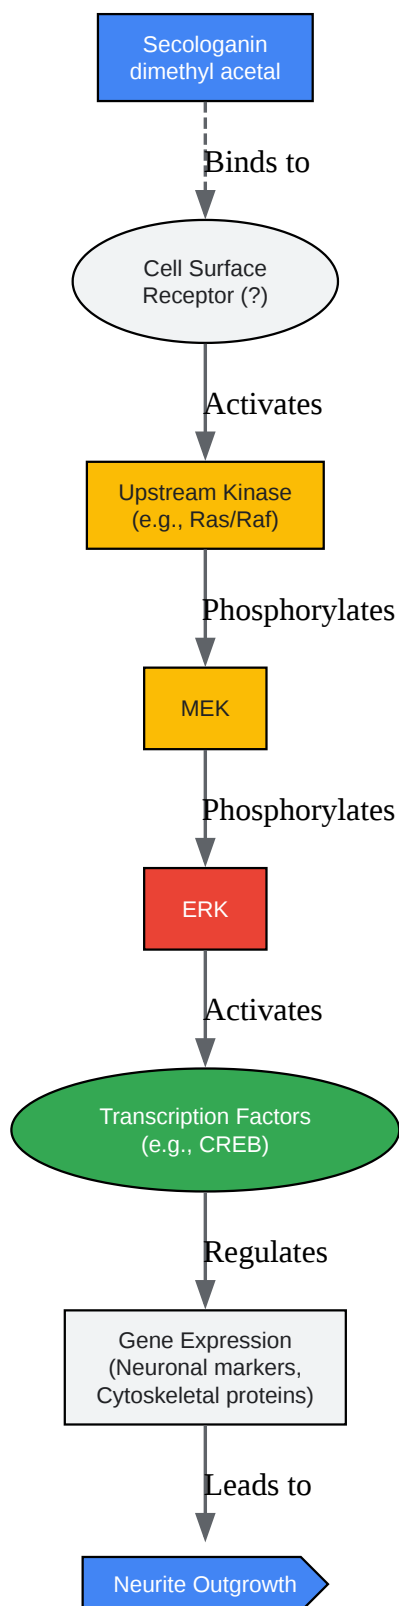 Secologanin
dimethyl acetal
Binds to
Cell Surface
Receptor (?)
Activates
Upstream Kinase
(e.g., Ras/Raf)
Phosphorylates
MEK
Phosphorylates
ERK
Activates
Transcription Factors
(e.g., CREB)
Regulates
Gene Expression
(Neuronal markers,
Cytoskeletal proteins)
Leads to
Neurite Outgrowth